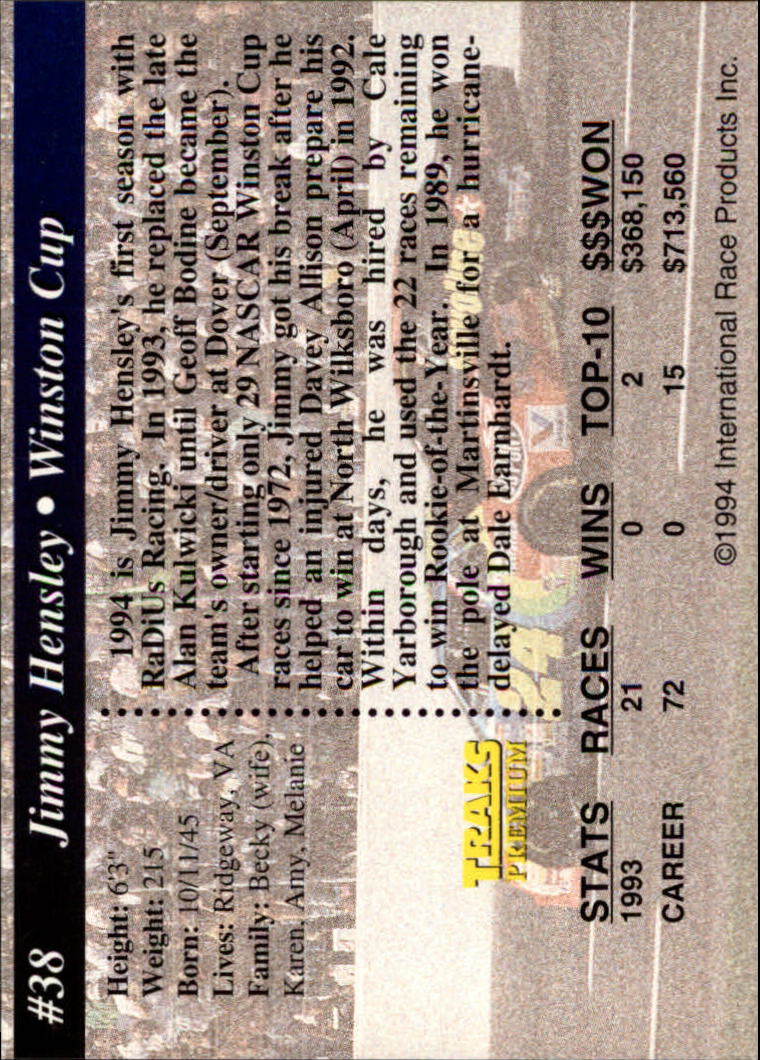 #38 Jimmy Hensley • Winston Cup
Height: 6'3"
Weight: 215
Born: 10/11/45
Lives: Ridgeway, VA
Family: Becky (wife),
Karen, Amy, Melanie
1994 is Jimmy Hensley's first season with
RaDiUs Racing. In 1993, he replaced the late
Alan Kulwicki until Geoff Bodine became the
team's owner/driver at Dover (September).
After starting only 29 NASCAR Winston Cup
races since 1972, Jimmy got his break after he
helped an injured Davey Allison prepare his
car to win at North Wilksboro (April) in 1992.
Within days, he was hired by Cale
Yarborough and used the 22 races remaining
to win Rookie-of-the-Year. In 1989, he won
the pole at Martinsville for a hurricane-
delayed Dale Earnhardt.
TRAKS
PREMIUM
24
STATS RACES WINS TOP-10 $$$WON
1993 21 0 2 $368,150
CAREER 72 0 15 $713,560
©1994 International Race Products Inc.